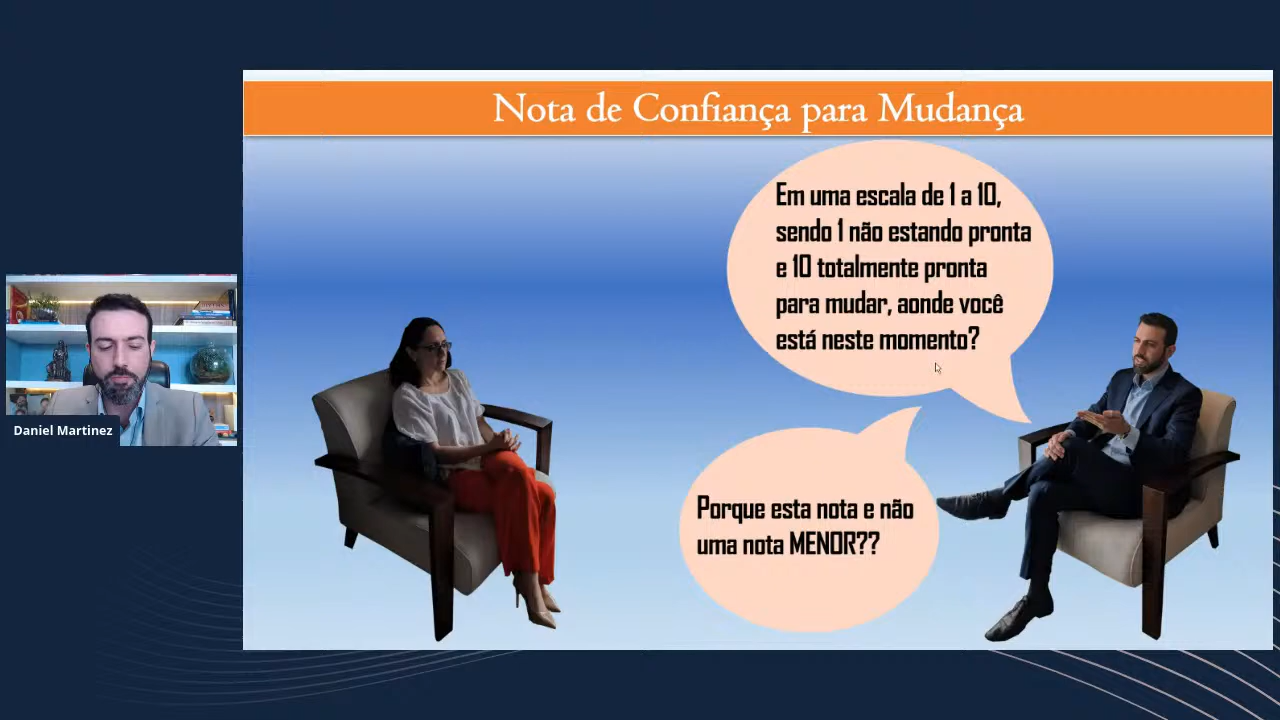 Nota de Confiança para Mudança
Em uma escala de 1 a 10,
sendo 1 não estando pronta
e 10 totalmente pronta
para mudar, aonde você
está neste momento?
Porque esta nota e não
uma nota MENOR??
Daniel Martinez